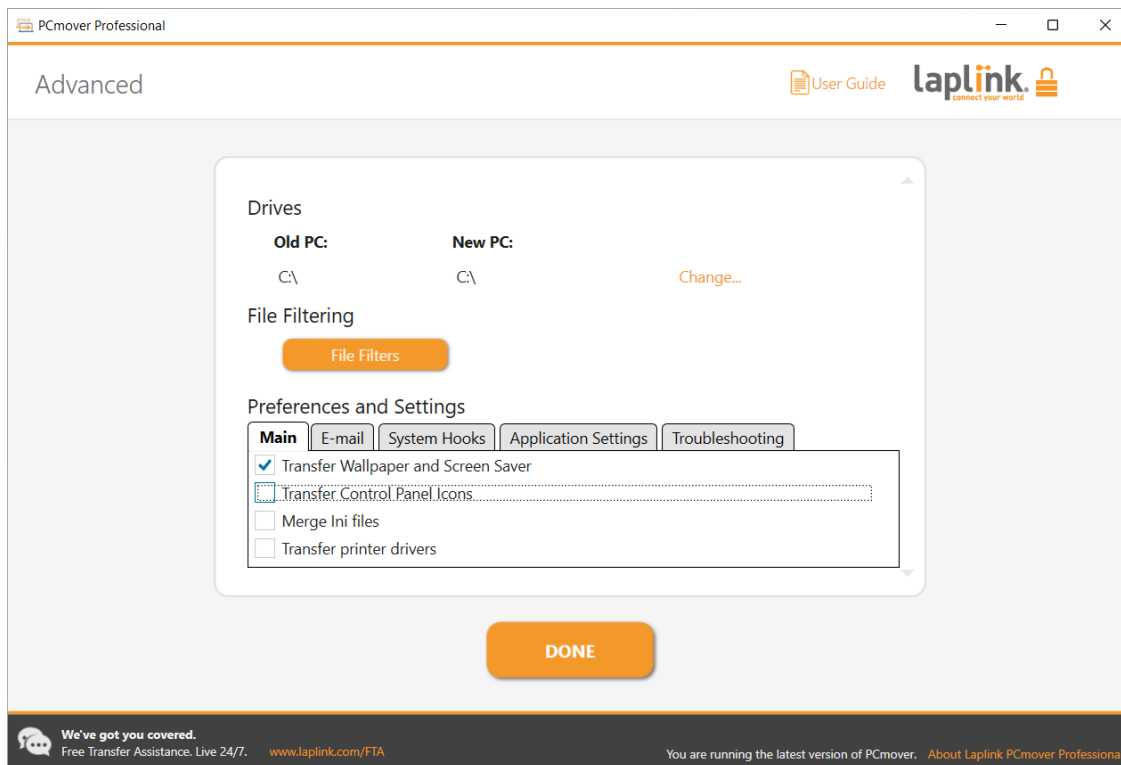 PCmover Professional
Advanced
User Guide
laplink.
connect your world
Drives
Old PC: New PC:
C:\ C:\ Change...
File Filtering
File Filters
Preferences and Settings
Main E-mail System Hooks Application Settings Troubleshooting
Transfer Wallpaper and Screen Saver
Transfer Control Panel Icons
Merge Ini files
Transfer printer drivers
DONE
We've got you covered.
Free Transfer Assistance. Live 24/7. www.laplink.com/FTA
You are running the latest version of PCmover. About Laplink PCmover Professiona